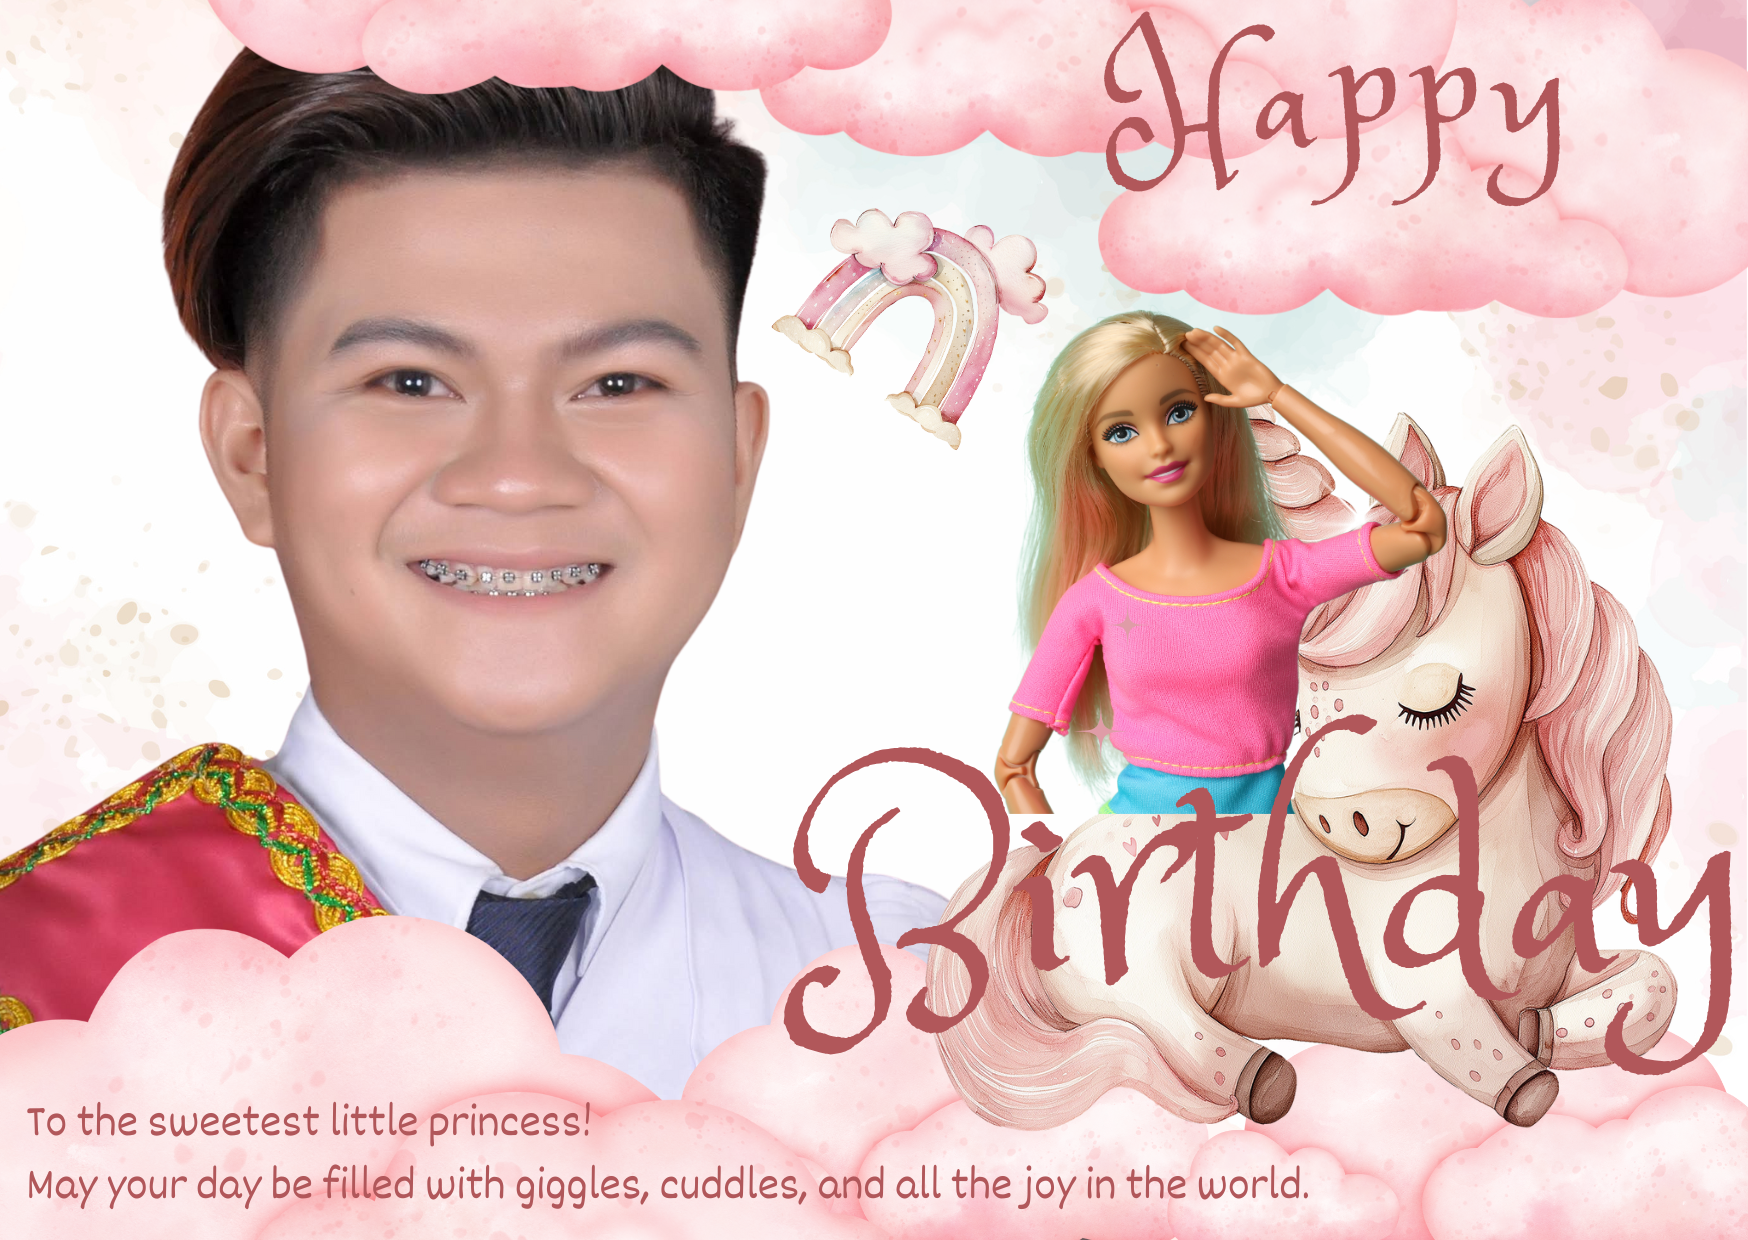 Happy
Birthday
To the sweetest little princess!
May your day be filled with giggles, cuddles, and all the joy in the world.